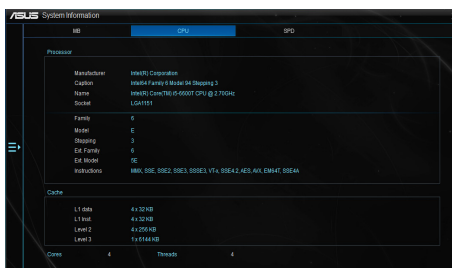 ASUS System Information
MB CPU SPD
Processor
Manufacturer Intel(R) Corporation
Caption Intel64 Family 6 Model 94 Stepping 3
Name Intel(R) Core(TM) i5-6600T CPU @ 2.70GHz
Socket LGA1151
Family 6
Model E
Stepping 3
Ext. Family 6
Ext. Model 5E
Instructions MMX, SSE, SSE2, SSE3, SSSE3, VT-x, SSE4.2, AES, AVX, EM64T, SSE4A
Cache
L1 data 4 x 32 KB
L1 Inst. 4 x 32 KB
Level 2 4 x 256 KB
Level 3 1 x 6144 KB
Cores 4 Threads 4